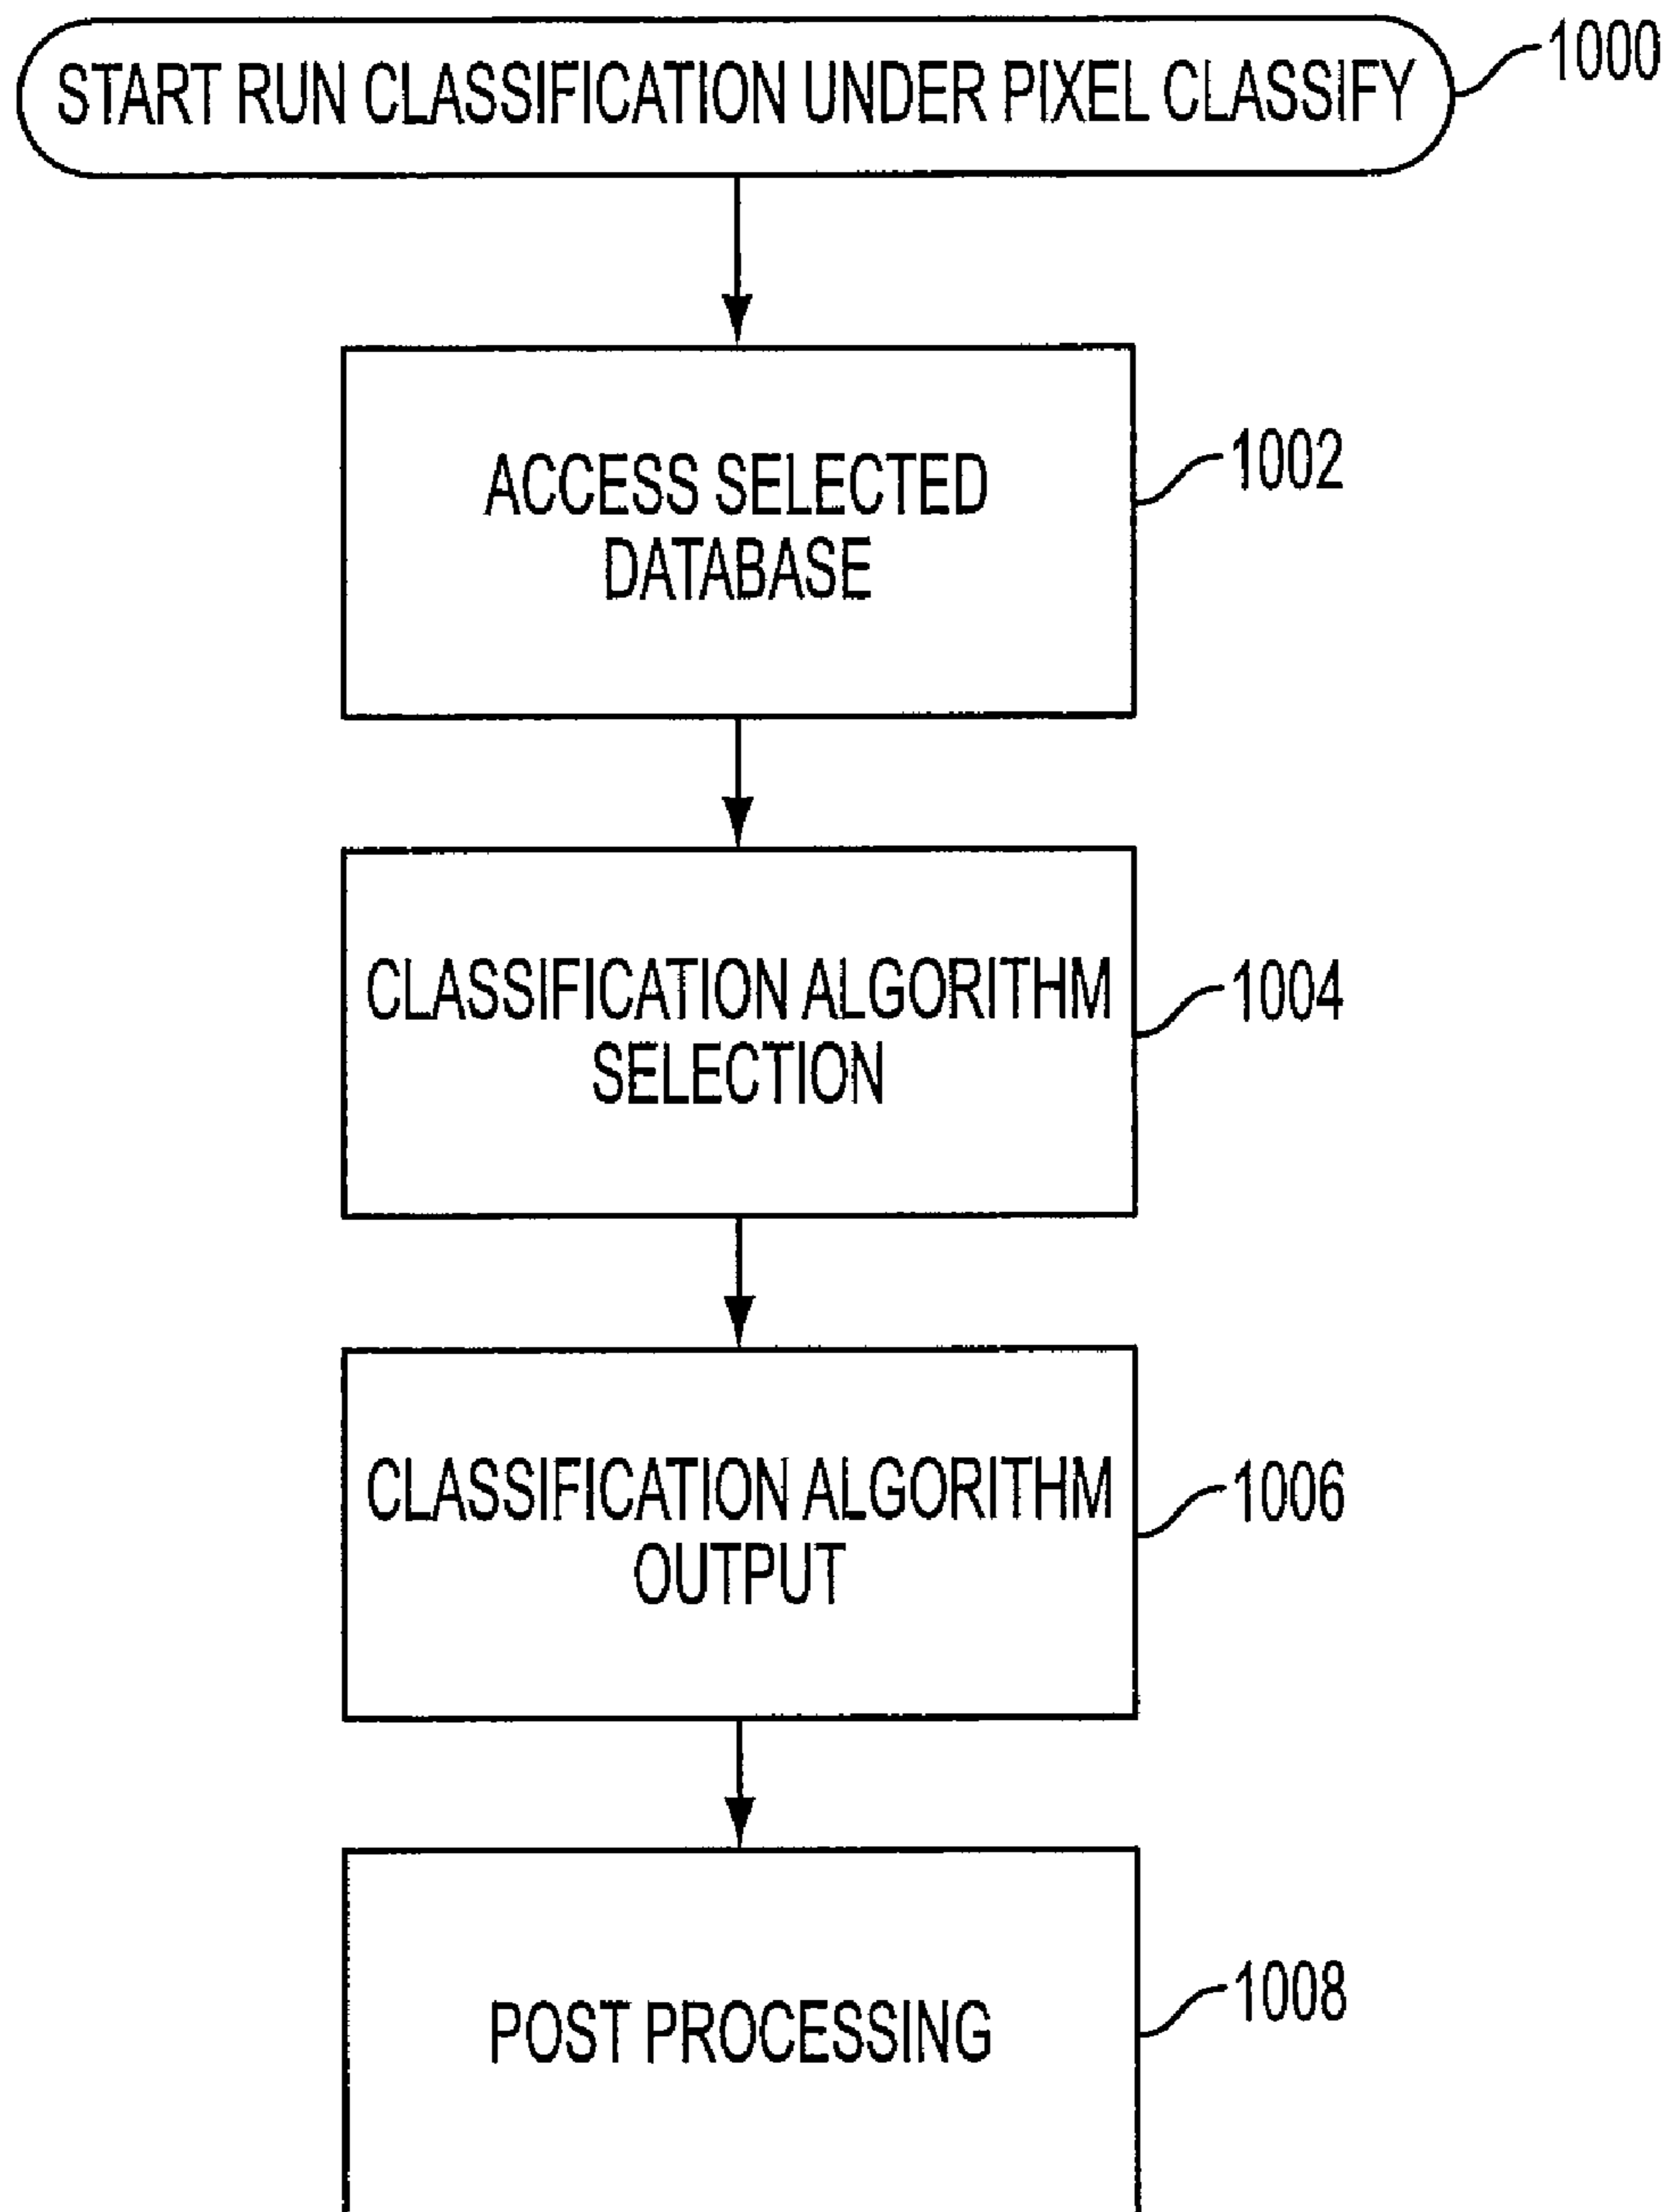 START RUN CLASSIFICATION UNDER PIXEL CLASSIFY
1000
ACCESS SELECTED
DATABASE
1002
CLASSIFICATION ALGORITHM
SELECTION
1004
CLASSIFICATION ALGORITHM
OUTPUT
1006
POST PROCESSING
1008